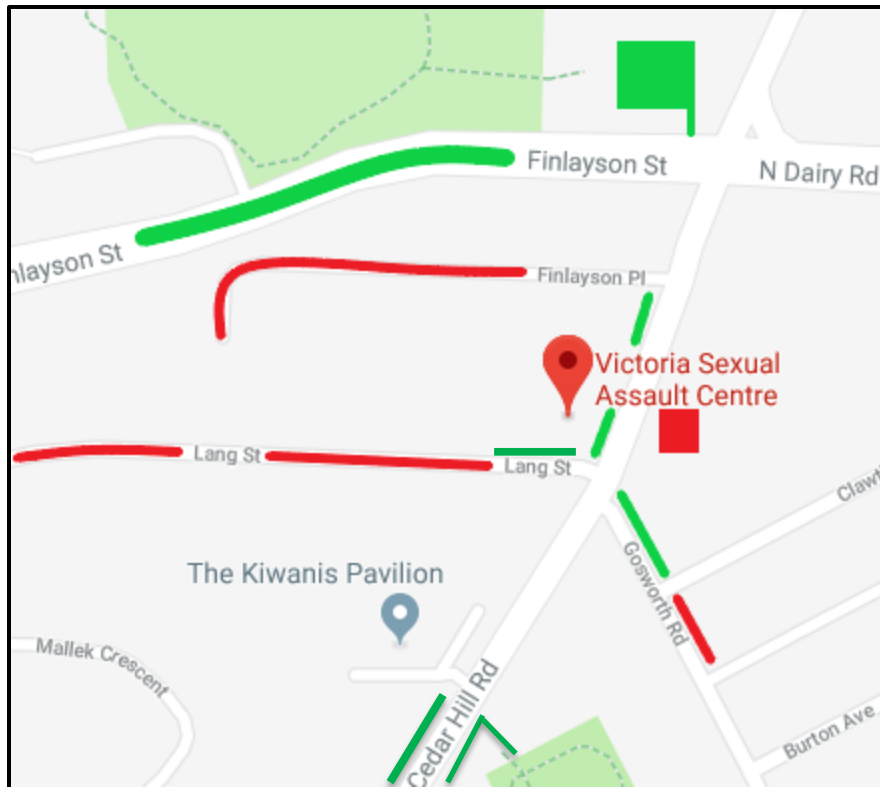 Finlayson St
N Dairy Rd
nlayson St
Finlayson Pl
Victoria Sexual
Assault Centre
Lang St
Lang St
Clawth
Gosworth Rd
The Kiwanis Pavilion
Mallek Crescent
Cedar Hill Rd
Burton Ave